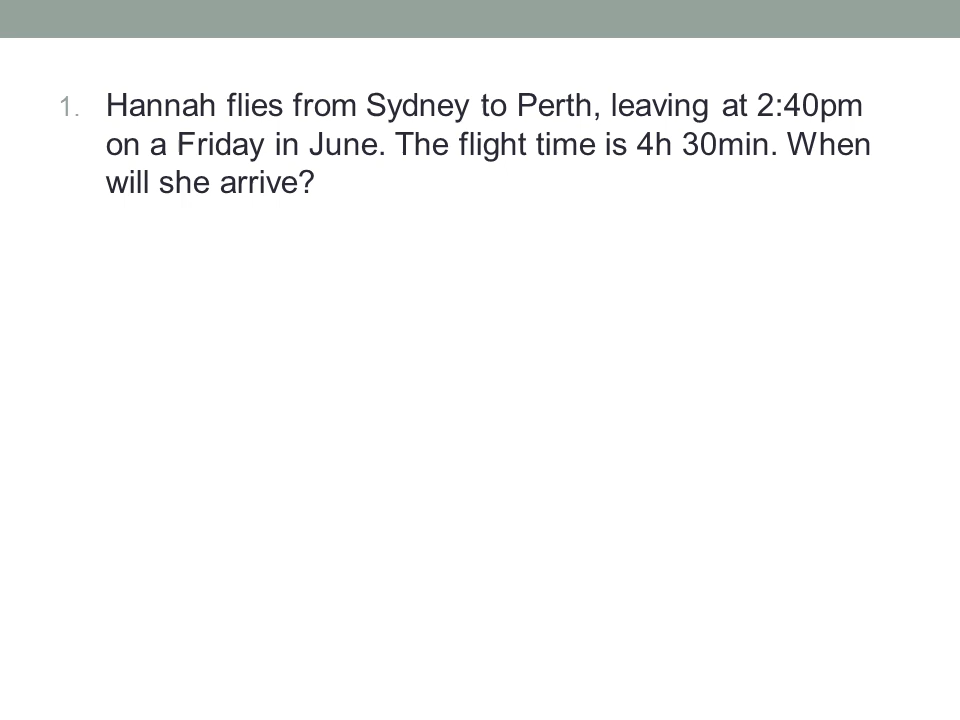 1. Hannah flies from Sydney to Perth, leaving at 2:40pm
on a Friday in June. The flight time is 4h 30min. When
will she arrive?